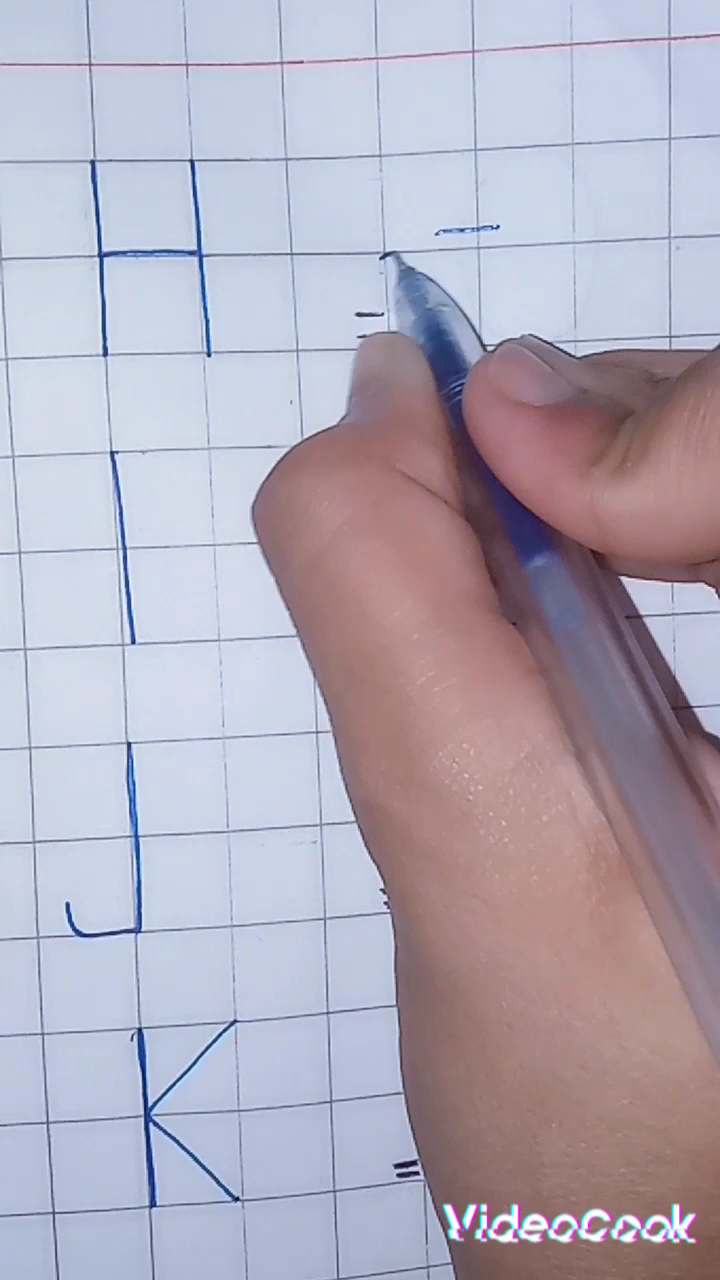 H =
I
J
K =
VideoCook